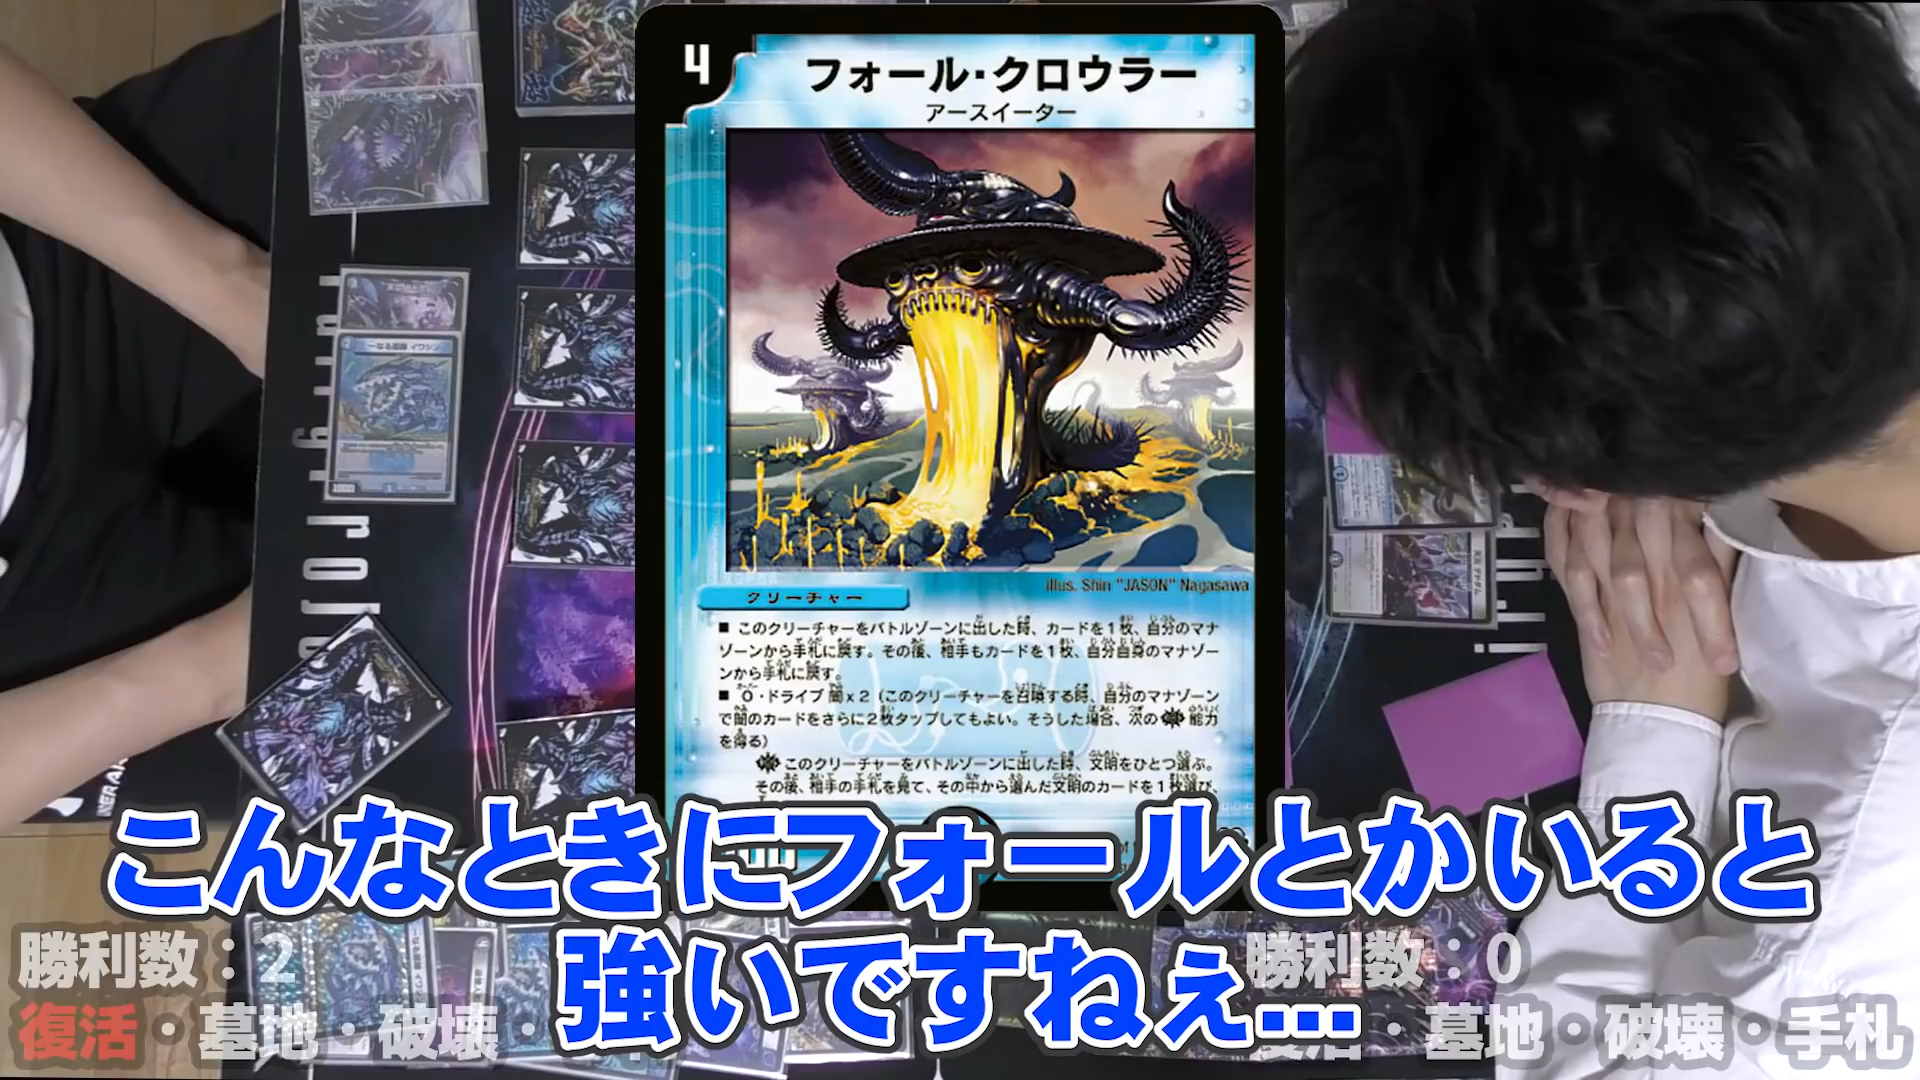 4
フォール・クロウラー
アースイーター
illus. Shin "JASON" Nagasawa
クリーチャー
■ このクリーチャーをバトルゾーンに出した時、カードを1枚、自分のマナ
ゾーンから手札に戻す。その後、相手もカードを1枚、自分自身のマナゾー
ンから手札に戻す。
■ O・ドライブ 闇x2(このクリーチャーを召喚する時、自分のマナゾーン
で闇のカードをさらに2枚タップしてもよい。そうした場合、次の能力
を得る)
このクリーチャーをバトルゾーンに出した時、文明をひとつ選ぶ。
その後、相手の手札を見て、その中から選んだ文明のカードを1枚選び、
一なる部隊 イワシン
こんなときにフォールとかいると
強いですねぇ…
勝利数：2
復活・墓地・破壊・
勝利数：0
復活・墓地・破壊・手札